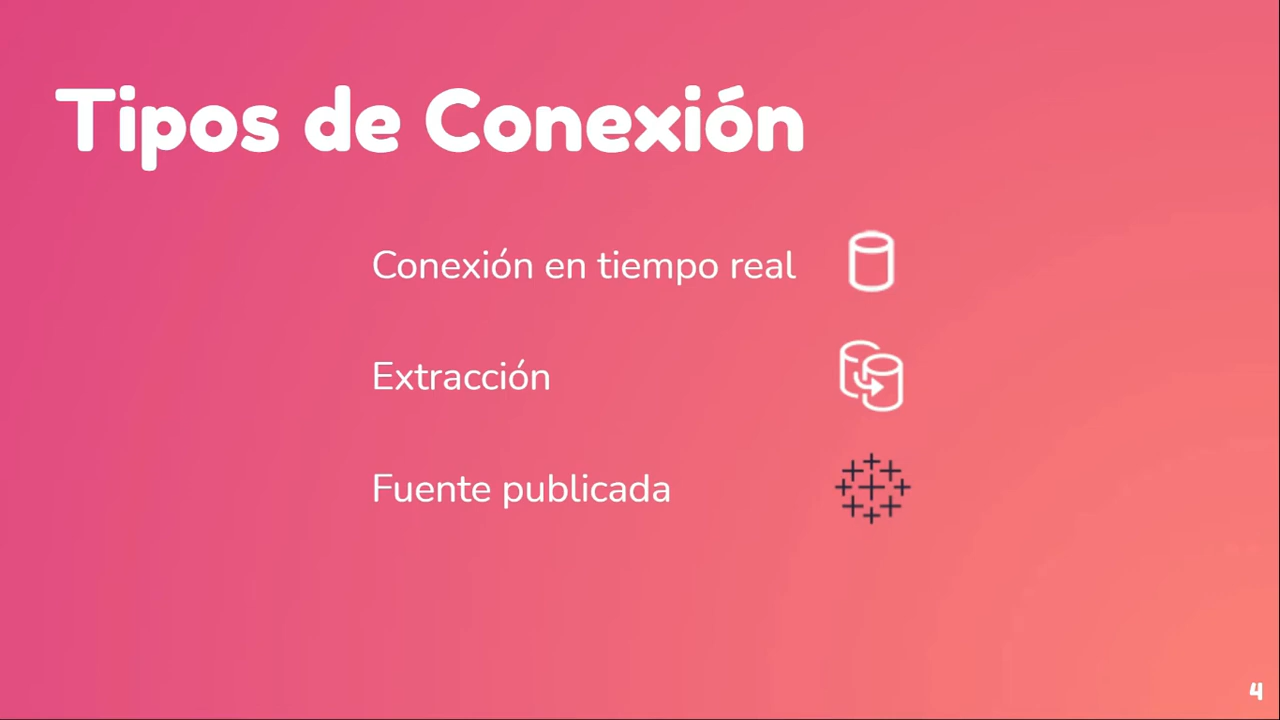 Tipos de Conexión
Conexión en tiempo real
Extracción
Fuente publicada
4